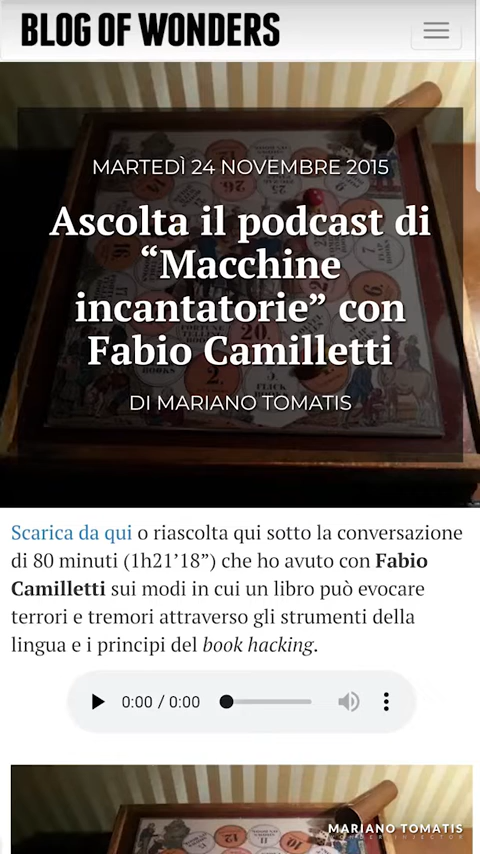 BLOG OF WONDERS
MARTEDÌ 24 NOVEMBRE 2015
Ascolta il podcast di
“Macchine
incantatorie” con
Fabio Camilletti
DI MARIANO TOMATIS
Scarica da qui o riascolta qui sotto la conversazione
di 80 minuti (1h21’18”) che ho avuto con Fabio
Camilletti sui modi in cui un libro può evocare
terrori e tremori attraverso gli strumenti della
lingua e i principi del book hacking.
0:00 / 0:00
MARIANO TOMATIS
WONDER INJECTOR